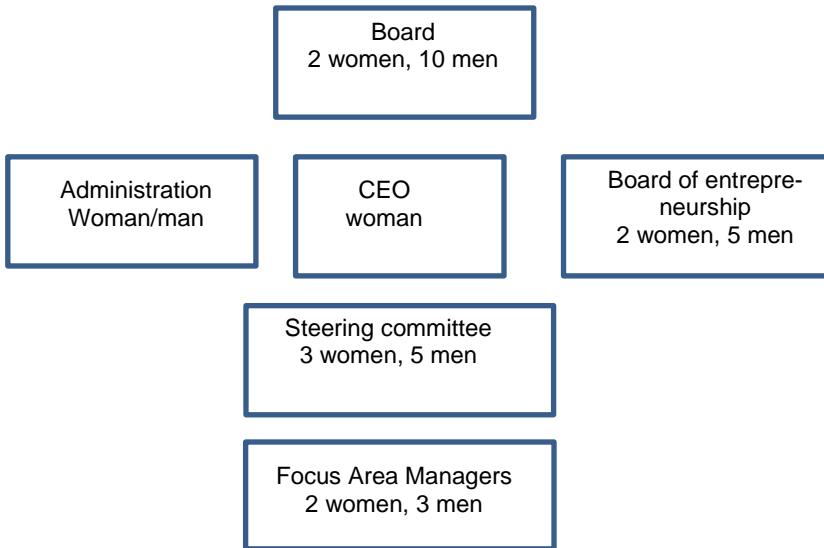 Board
2 women, 10 men
Administration
Woman/man
CEO
woman
Board of entrepre-
neurship
2 women, 5 men
Steering committee
3 women, 5 men
Focus Area Managers
2 women, 3 men